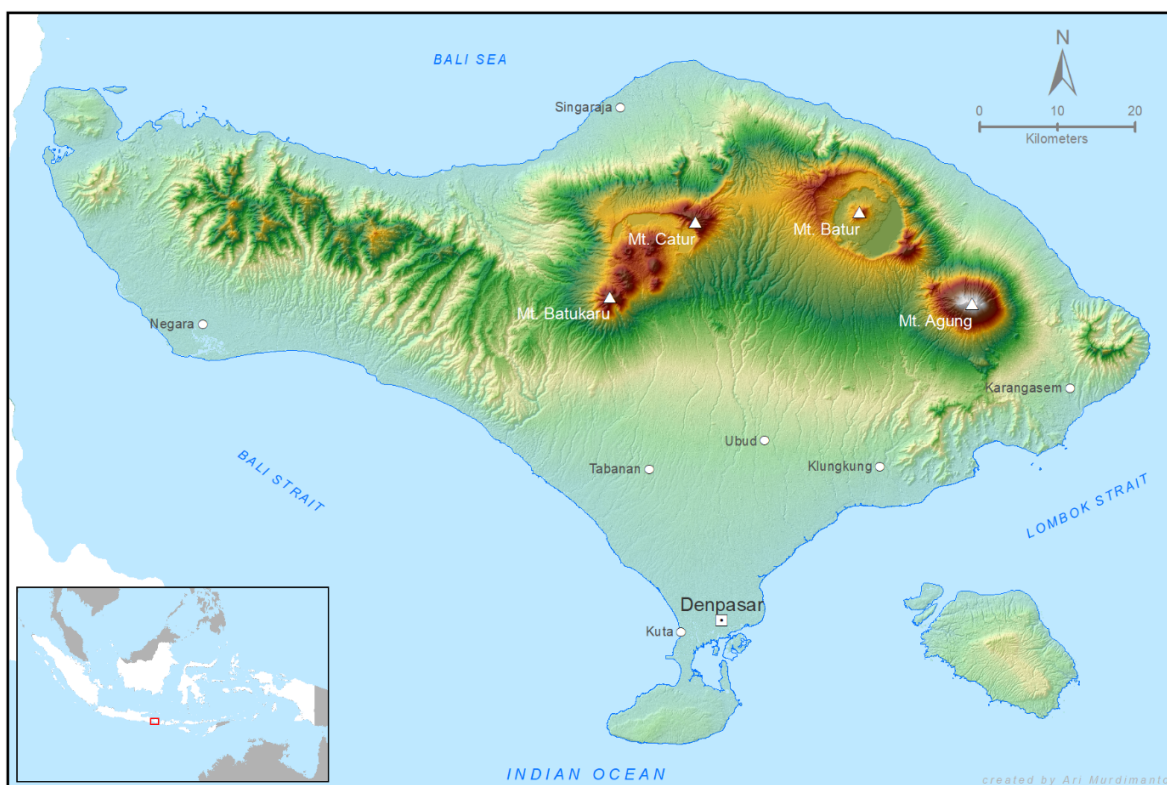 BALI SEA
N
Singaraja
0 10 20
Kilometers
Mt. Catur
Mt. Batur
Mt. Batukaru
Mt. Agung
Negara
Karangasem
Ubud
Tabanan
Klungkung
BALI STRAIT
LOMBOK STRAIT
Denpasar
Kuta
INDIAN OCEAN
created by Ari Murdimanto